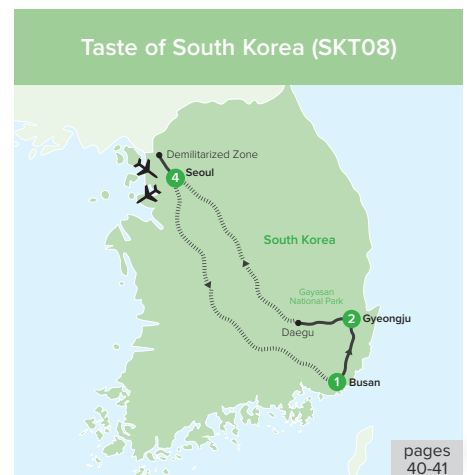 Taste of South Korea (SKT08)
Demilitarized Zone
4
Seoul
South Korea
Gayasan
National Park
2
Gyeongju
Daegu
1
Busan
pages
40-41